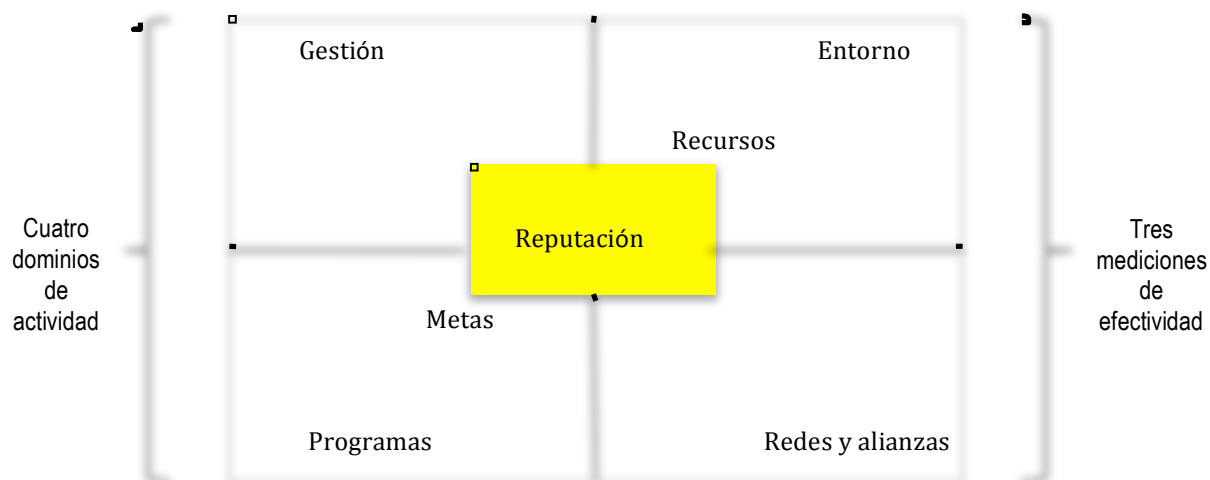 Gestión
Entorno
Recursos
Cuatro
dominios
de
actividad
Reputación
Tres
mediciones
de
efectividad
Metas
Programas
Redes y alianzas